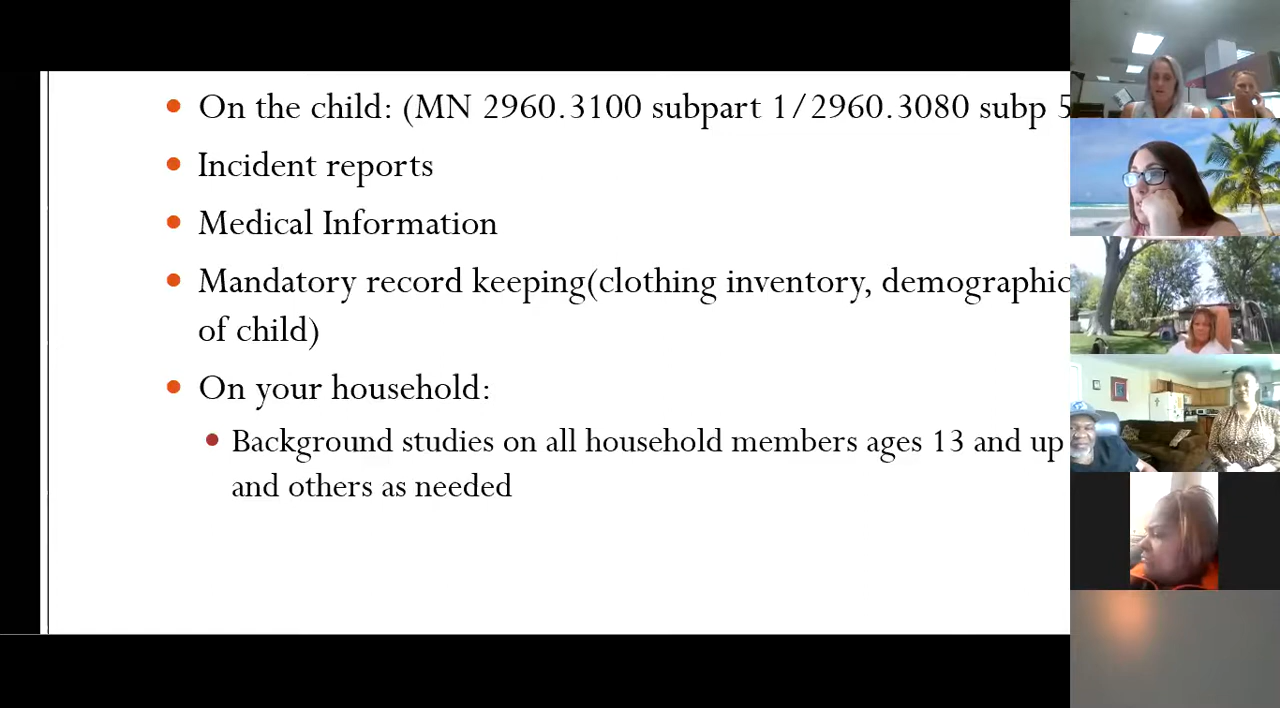 On the child: (MN 2960.3100 subpart 1/2960.3080 subp 5
Incident reports
Medical Information
Mandatory record keeping(clothing inventory, demographic
of child)
On your household:
Background studies on all household members ages 13 and up
and others as needed